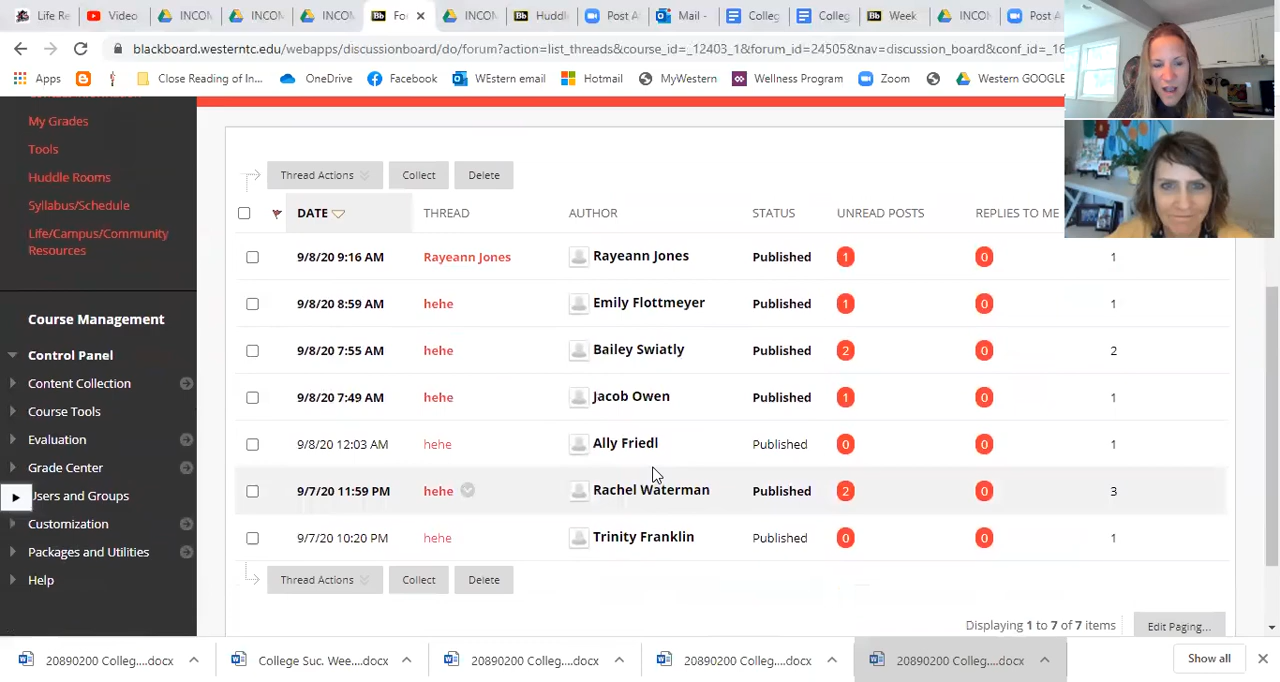 Life Re
Video
INCOM
INCOM
INCOM
Bb For
INCOM
Bb Huddl
Post A
Mail -
Colleg
Colleg
Bb Week
INCOM
Post A
blackboard.westerntc.edu/webapps/discussionboard/do/forum?action=list_threads&course_id=_12403_1&forum_id=24505&nav=discussion_board&conf_id=_16
Apps Close Reading of In... OneDrive Facebook WEstern email Hotmail MyWestern Wellness Program Zoom Western GOOGLE
My Grades
Tools
Huddle Rooms
Syllabus/Schedule
Life/Campus/Community
Resources
Course Management
Control Panel
Content Collection
Course Tools
Evaluation
Grade Center
Users and Groups
Customization
Packages and Utilities
Help
Thread Actions Collect Delete
DATE THREAD AUTHOR STATUS UNREAD POSTS REPLIES TO ME
9/8/20 9:16 AM Rayeann Jones Rayeann Jones Published 1 0 1
9/8/20 8:59 AM hehe Emily Flottmeyer Published 1 0 1
9/8/20 7:55 AM hehe Bailey Swiatly Published 2 0 2
9/8/20 7:49 AM hehe Jacob Owen Published 1 0 1
9/8/20 12:03 AM hehe Ally Friedl Published 0 0 1
9/7/20 11:59 PM hehe Rachel Waterman Published 2 0 3
9/7/20 10:20 PM hehe Trinity Franklin Published 0 0 1
Thread Actions Collect Delete
Displaying 1 to 7 of 7 items Edit Paging...
20890200 Colleg....docx
College Suc. Wee....docx
20890200 Colleg....docx
20890200 Colleg....docx
20890200 Colleg....docx
Show all